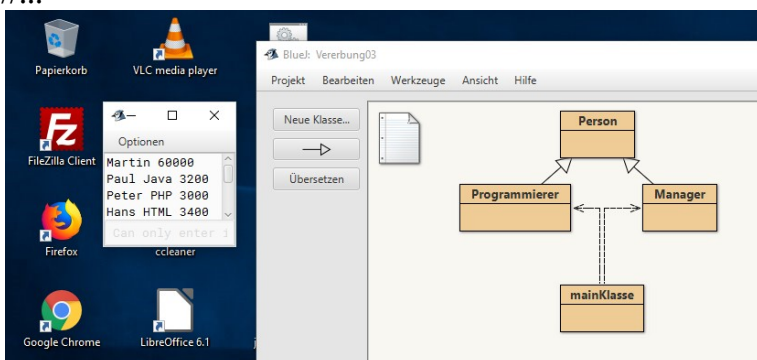 //...
Papierkorb
VLC media player
BlueJ: Vererbung03
Projekt Bearbeiten Werkzeuge Ansicht Hilfe
Neue Klasse...
Übersetzen
Person
Programmierer
Manager
mainKlasse
Optionen
Martin 60000
Paul Java 3200
Peter PHP 3000
Hans HTML 3400
Can only enter i
FileZilla Client
Fz
Firefox
ccleaner
Google Chrome
LibreOffice 6.1
j